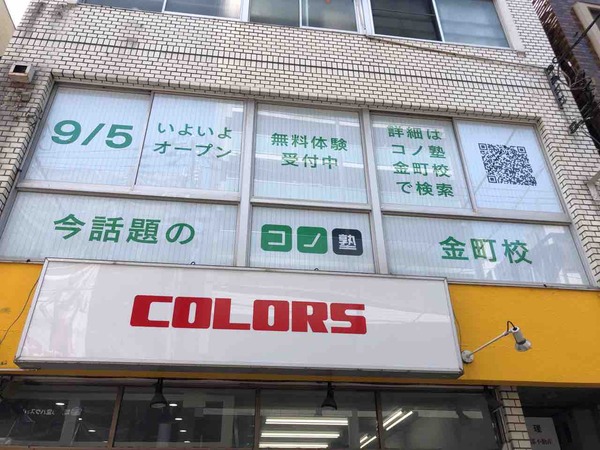 9/5
いよいよ
オープン
無料体験
受付中
詳細は
コノ塾
金町校
で検索
今話題の
コノ塾
金町校
COLORS